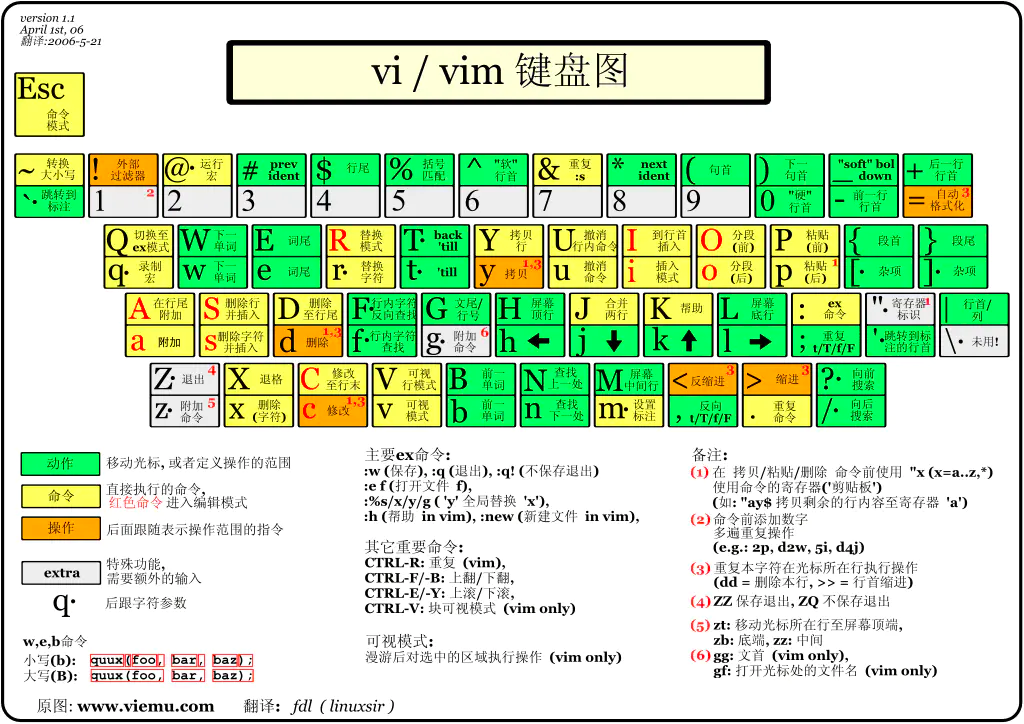 version 1.1
April 1st, 06
翻译:2006-5-21
vi / vim 键盘图
Esc
命令
模式
~ 转换
大小写
! 外部
过滤器
@· 运行
宏
# prev
ident
$ 行尾
% 括号
匹配
^ "软"
行首
& 重复
:s
* next
ident
( 句首
) 下一
句首
"soft" bol
_ down
+ 后一行
行首
`· 跳转到
标注
1 2
2
3
4
5
6
7
8
9
0 "硬"
行首
- 前一行
行首
= 自动 3
格式化
Q 切换至
ex模式
W 下一
单词
E 词尾
R 替换
模式
T· back
'till
Y 拷贝
行
U 撤消
行内命令
I 到行首
插入
O 分段
(前)
P 粘贴
(前)
{ 段首
} 段尾
q· 录制
宏
w 下一
单词
e 词尾
r· 替换
字符
t· 'till
y 拷贝 1,3
u 撤消
命令
i 插入
模式
o 分段
(后)
p 粘贴 1
(后)
[· 杂项
]· 杂项
A 在行尾
附加
S 删除行
并插入
D 删除
至行尾
F 行内字符
反向查找
G 文尾/
行号
H 屏幕
顶行
J 合并
两行
K 帮助
L 屏幕
底行
: ex
命令
"· 寄存器 1
标识
| 行首/
列
a 附加
s 删除字符
并插入
d 删除 1,3
f· 行内字符
查找
g· 附加 6
命令
h ←
j ↓
k ↑
l →
; 重复
t/T/f/F
'· 跳转到标
注的行首
\· 未用!
Z· 退出 4
X 退格
C 修改
至行末
V 可视
行模式
B 前一
单词
N 查找
上一处
M 屏幕
中间行
< 反缩进 3
> 缩进 3
?· 向前
搜索
z· 附加 5
命令
x 删除
(字符)
c 修改 1,3
v 可视
模式
b 前一
单词
n 查找
下一处
m· 设置
标注
, 反向
t/T/f/F
. 重复
命令
/· 向后
搜索
动作 移动光标, 或者定义操作的范围
命令 直接执行的命令,
红色命令 进入编辑模式
操作 后面跟随表示操作范围的指令
extra 特殊功能,
需要额外的输入
q· 后跟字符参数
w,e,b命令
小写(b): quux(foo, bar, baz);
大写(B): quux(foo, bar, baz);
主要ex命令:
:w (保存), :q (退出), :q! (不保存退出)
:e f (打开文件 f),
:%s/x/y/g ( 'y' 全局替换 'x'),
:h (帮助 in vim), :new (新建文件 in vim),
其它重要命令:
CTRL-R: 重复 (vim),
CTRL-F/-B: 上翻/下翻,
CTRL-E/-Y: 上滚/下滚,
CTRL-V: 块可视模式 (vim only)
可视模式:
漫游后对选中的区域执行操作 (vim only)
备注:
(1) 在 拷贝/粘贴/删除 命令前使用 "x (x=a..z,*)
使用命令的寄存器('剪贴板')
(如: "ay$ 拷贝剩余的行内容至寄存器 'a')
(2) 命令前添加数字
多遍重复操作
(e.g.: 2p, d2w, 5i, d4j)
(3) 重复本字符在光标所在行执行操作
(dd = 删除本行, >> = 行首缩进)
(4) ZZ 保存退出, ZQ 不保存退出
(5) zt: 移动光标所在行至屏幕顶端,
zb: 底端, zz: 中间
(6) gg: 文首 (vim only),
gf: 打开光标处的文件名 (vim only)
原图: www.viemu.com 翻译: fdl ( linuxsir )